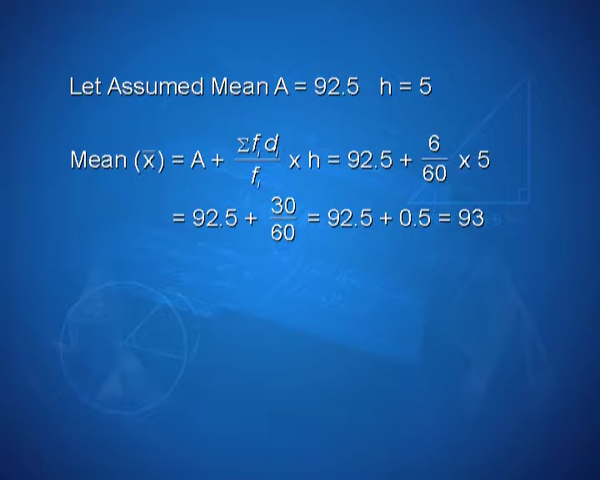 Let Assumed Mean A = 92.5 h = 5
Mean (x̄) = A + Σfᵢdᵢ/fᵢ x h = 92.5 + 6/60 x 5
= 92.5 + 30/60 = 92.5 + 0.5 = 93